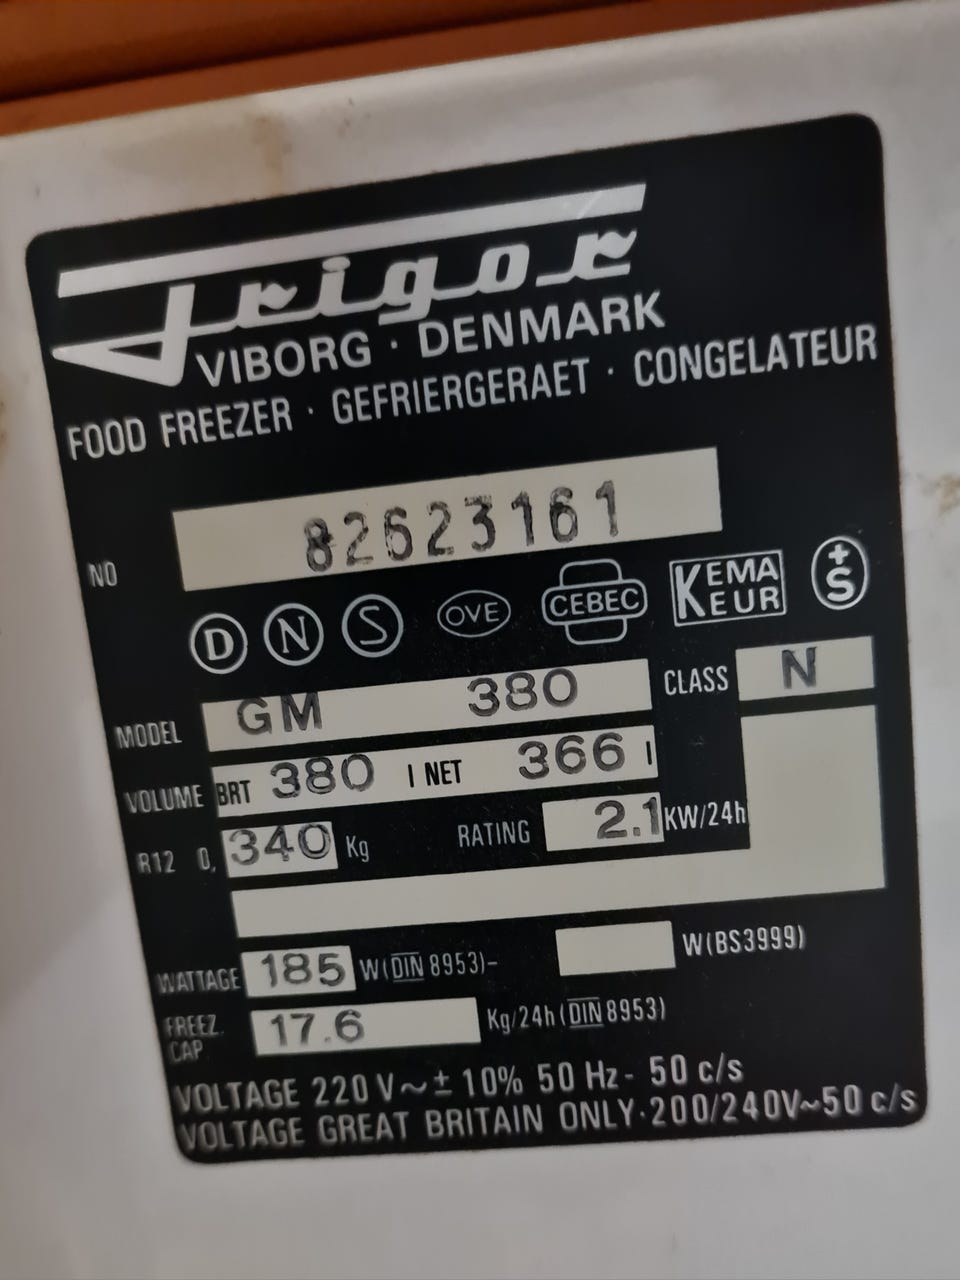 Frigor
VIBORG · DENMARK
FOOD FREEZER · GEFRIERGERAET · CONGELATEUR
NO 82623161
D N S OVE CEBEC KEMA KEUR +S
MODEL GM 380 CLASS N
VOLUME BRT 380 l NET 366 l
R12 0, 340 Kg RATING 2.1 KW/24h
WATTAGE 185 W(DIN 8953)- W(BS3999)
FREEZ. CAP 17.6 Kg/24h (DIN 8953)
VOLTAGE 220 V~ ± 10% 50 Hz - 50 c/s
VOLTAGE GREAT BRITAIN ONLY·200/240V~50 c/s